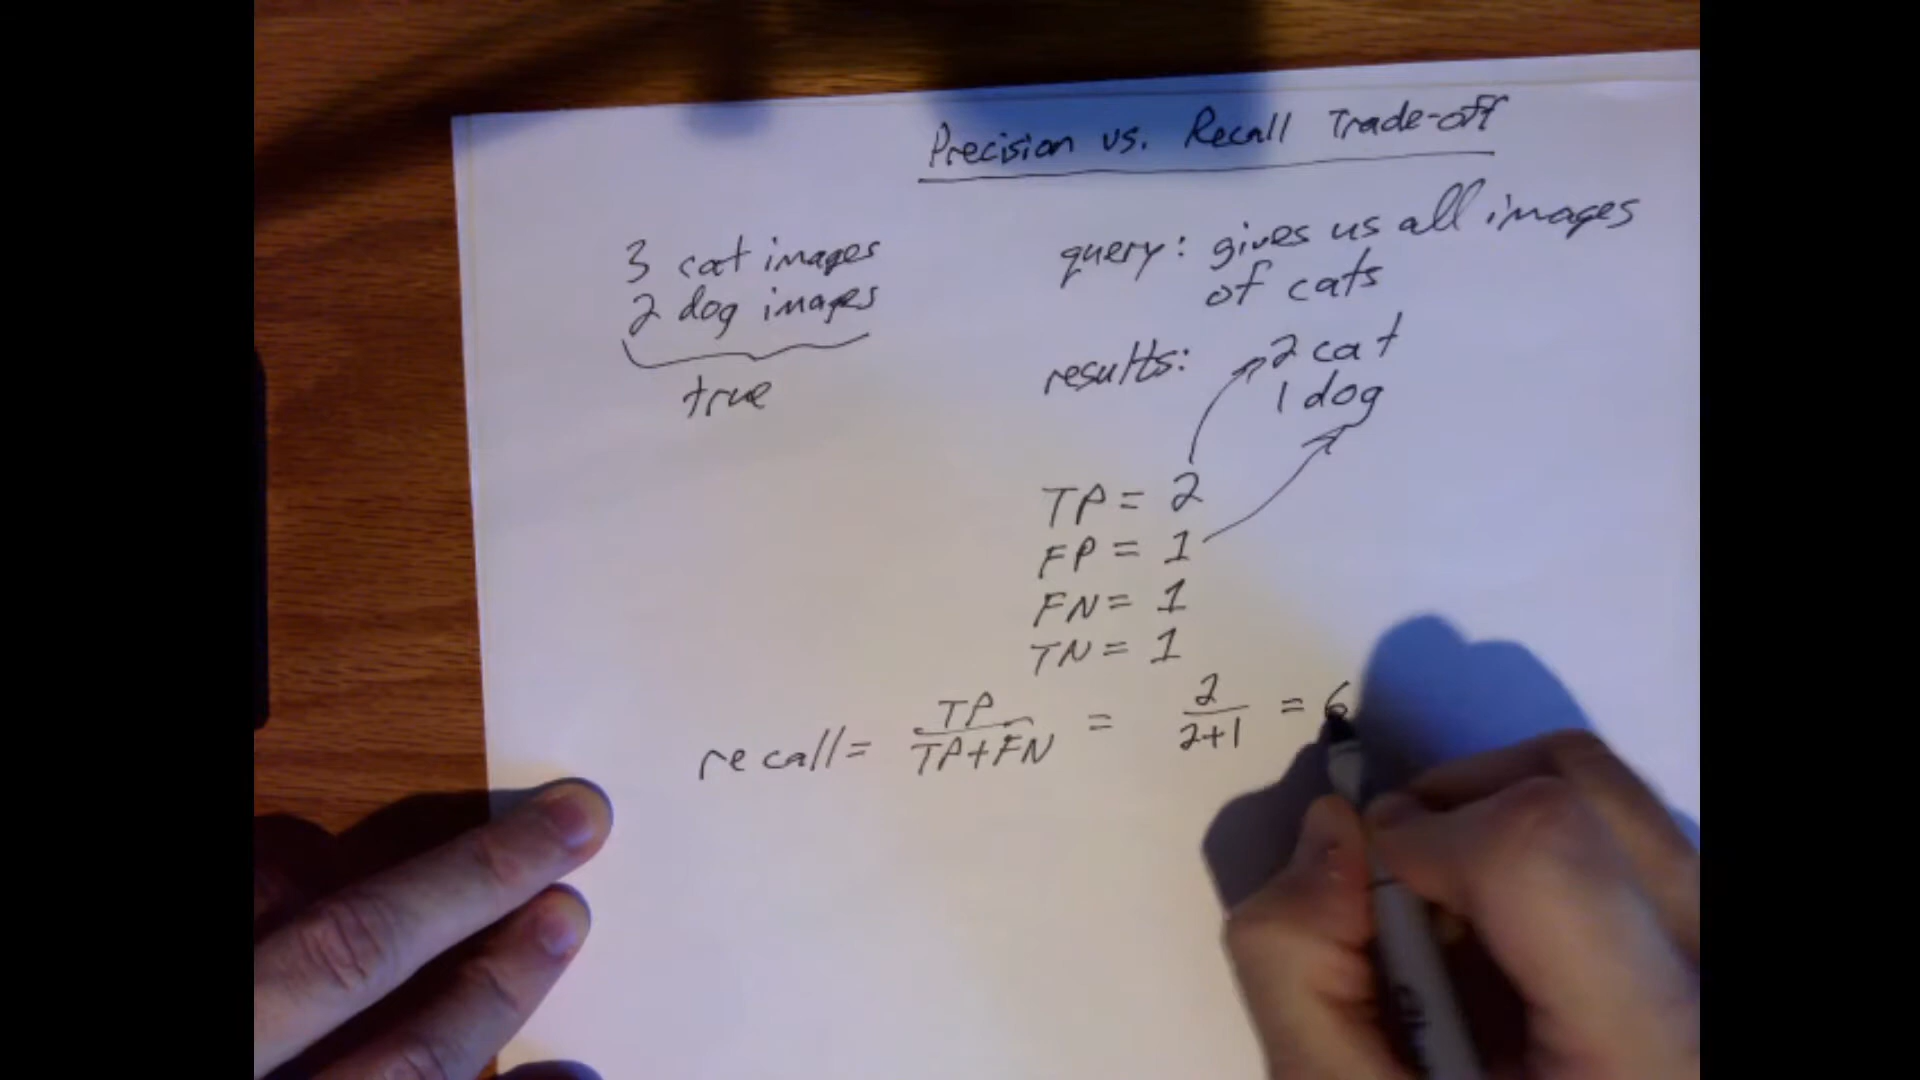 Precision vs. Recall Trade-off
3 cat images
2 dog images
true
query: gives us all images
of cats
results: 2 cat
1 dog
TP = 2
FP = 1
FN = 1
TN = 1
recall = TP / TP+FN = 2 / 2+1 = 6